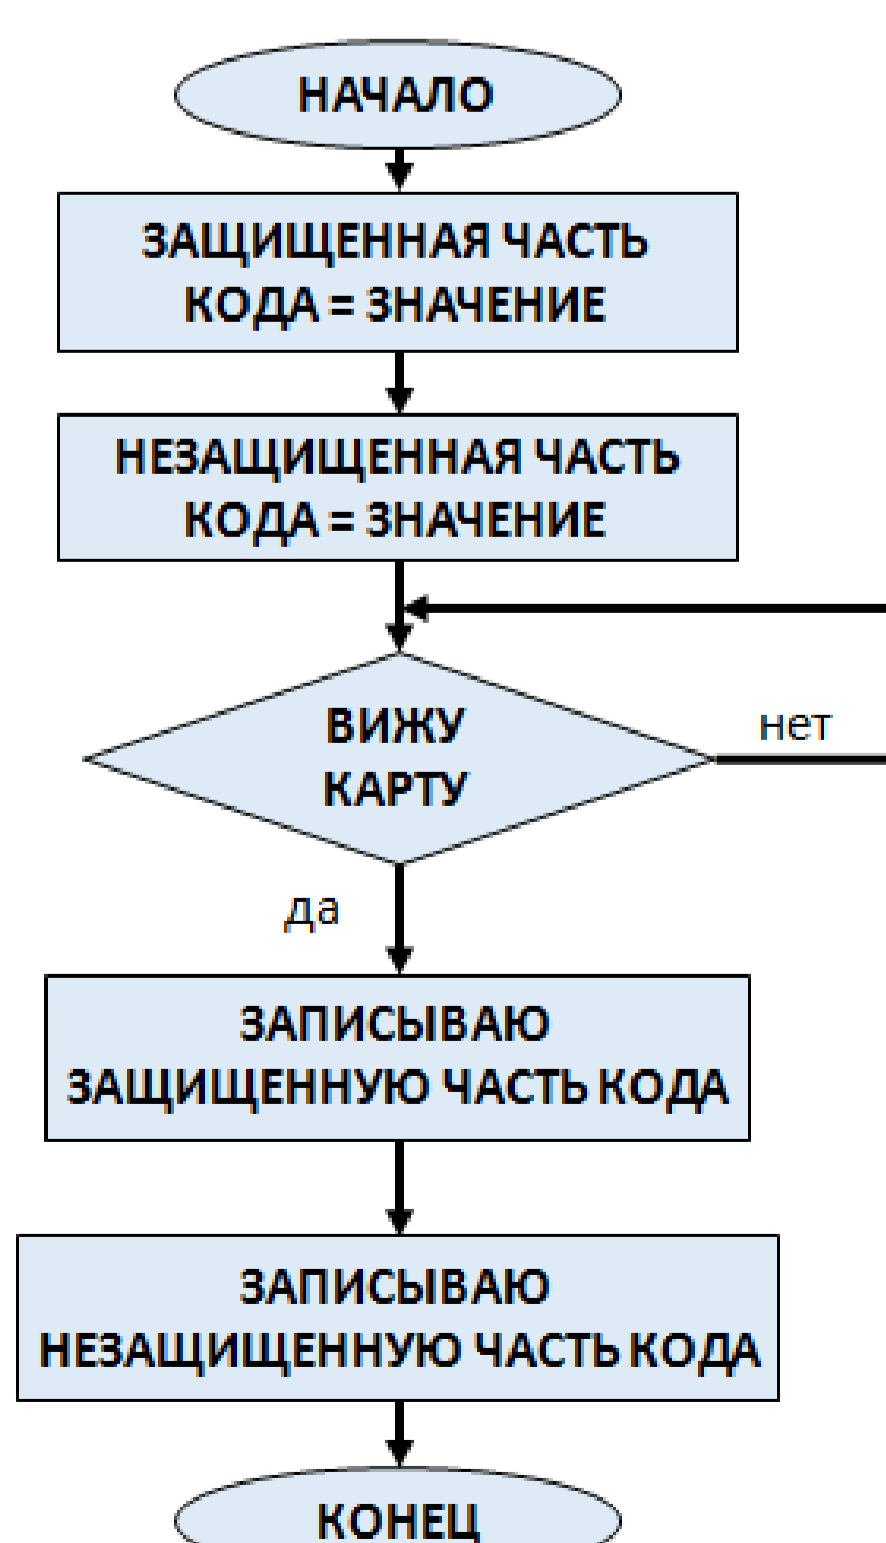 НАЧАЛО
ЗАЩИЩЕННАЯ ЧАСТЬ
КОДА = ЗНАЧЕНИЕ
НЕЗАЩИЩЕННАЯ ЧАСТЬ
КОДА = ЗНАЧЕНИЕ
ВИЖУ
КАРТУ
нет
да
ЗАПИСЫВАЮ
ЗАЩИЩЕННУЮ ЧАСТЬ КОДА
ЗАПИСЫВАЮ
НЕЗАЩИЩЕННУЮ ЧАСТЬ КОДА
КОНЕЦ